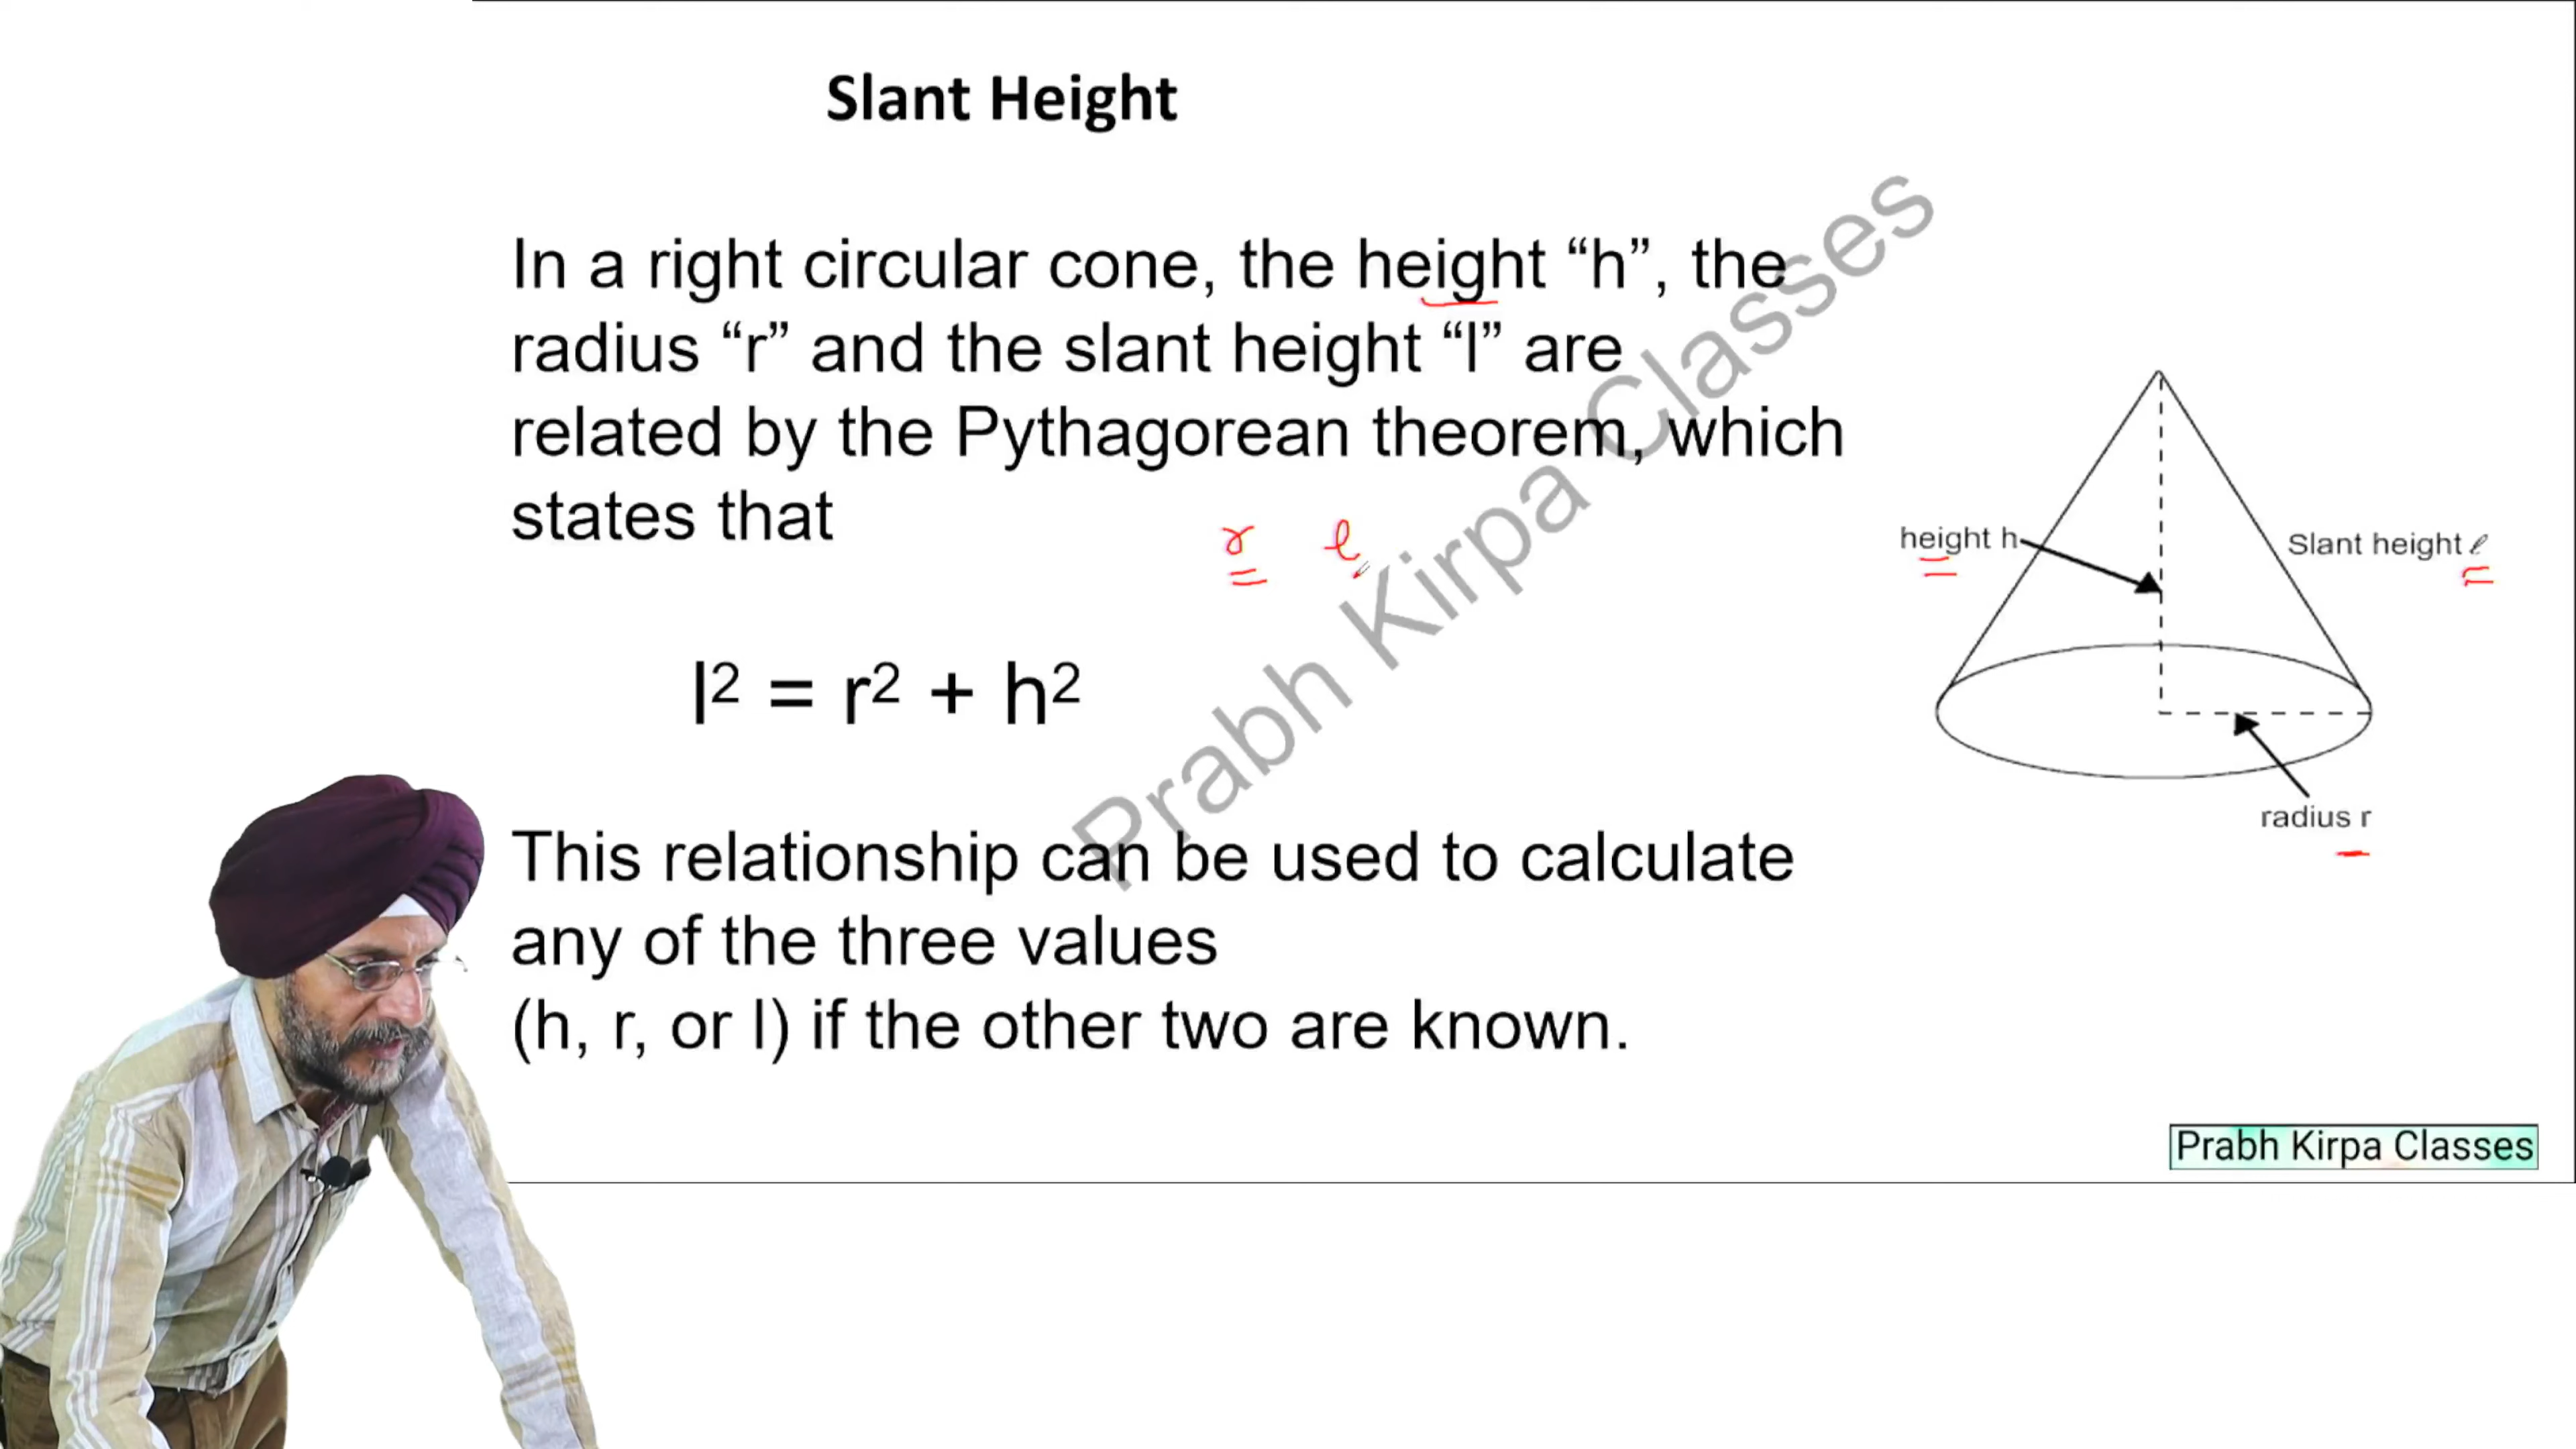 Slant Height
In a right circular cone, the height “h”, the
radius “r” and the slant height “l” are
related by the Pythagorean theorem, which
states that
r l
l² = r² + h²
This relationship can be used to calculate
any of the three values
(h, r, or l) if the other two are known.
height h
Slant height ℓ
radius r
Prabh Kirpa Classes
Prabh Kirpa Classes